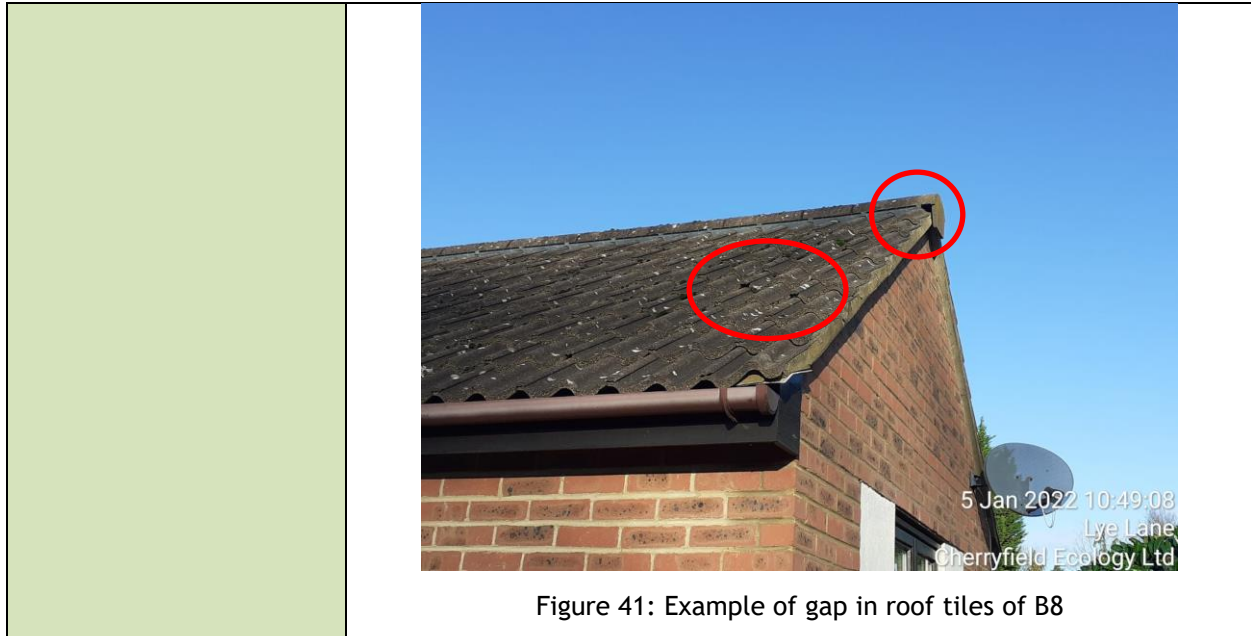 5 Jan 2022 10:49:08
Lye Lane
Cherryfield Ecology Ltd
Figure 41: Example of gap in roof tiles of B8